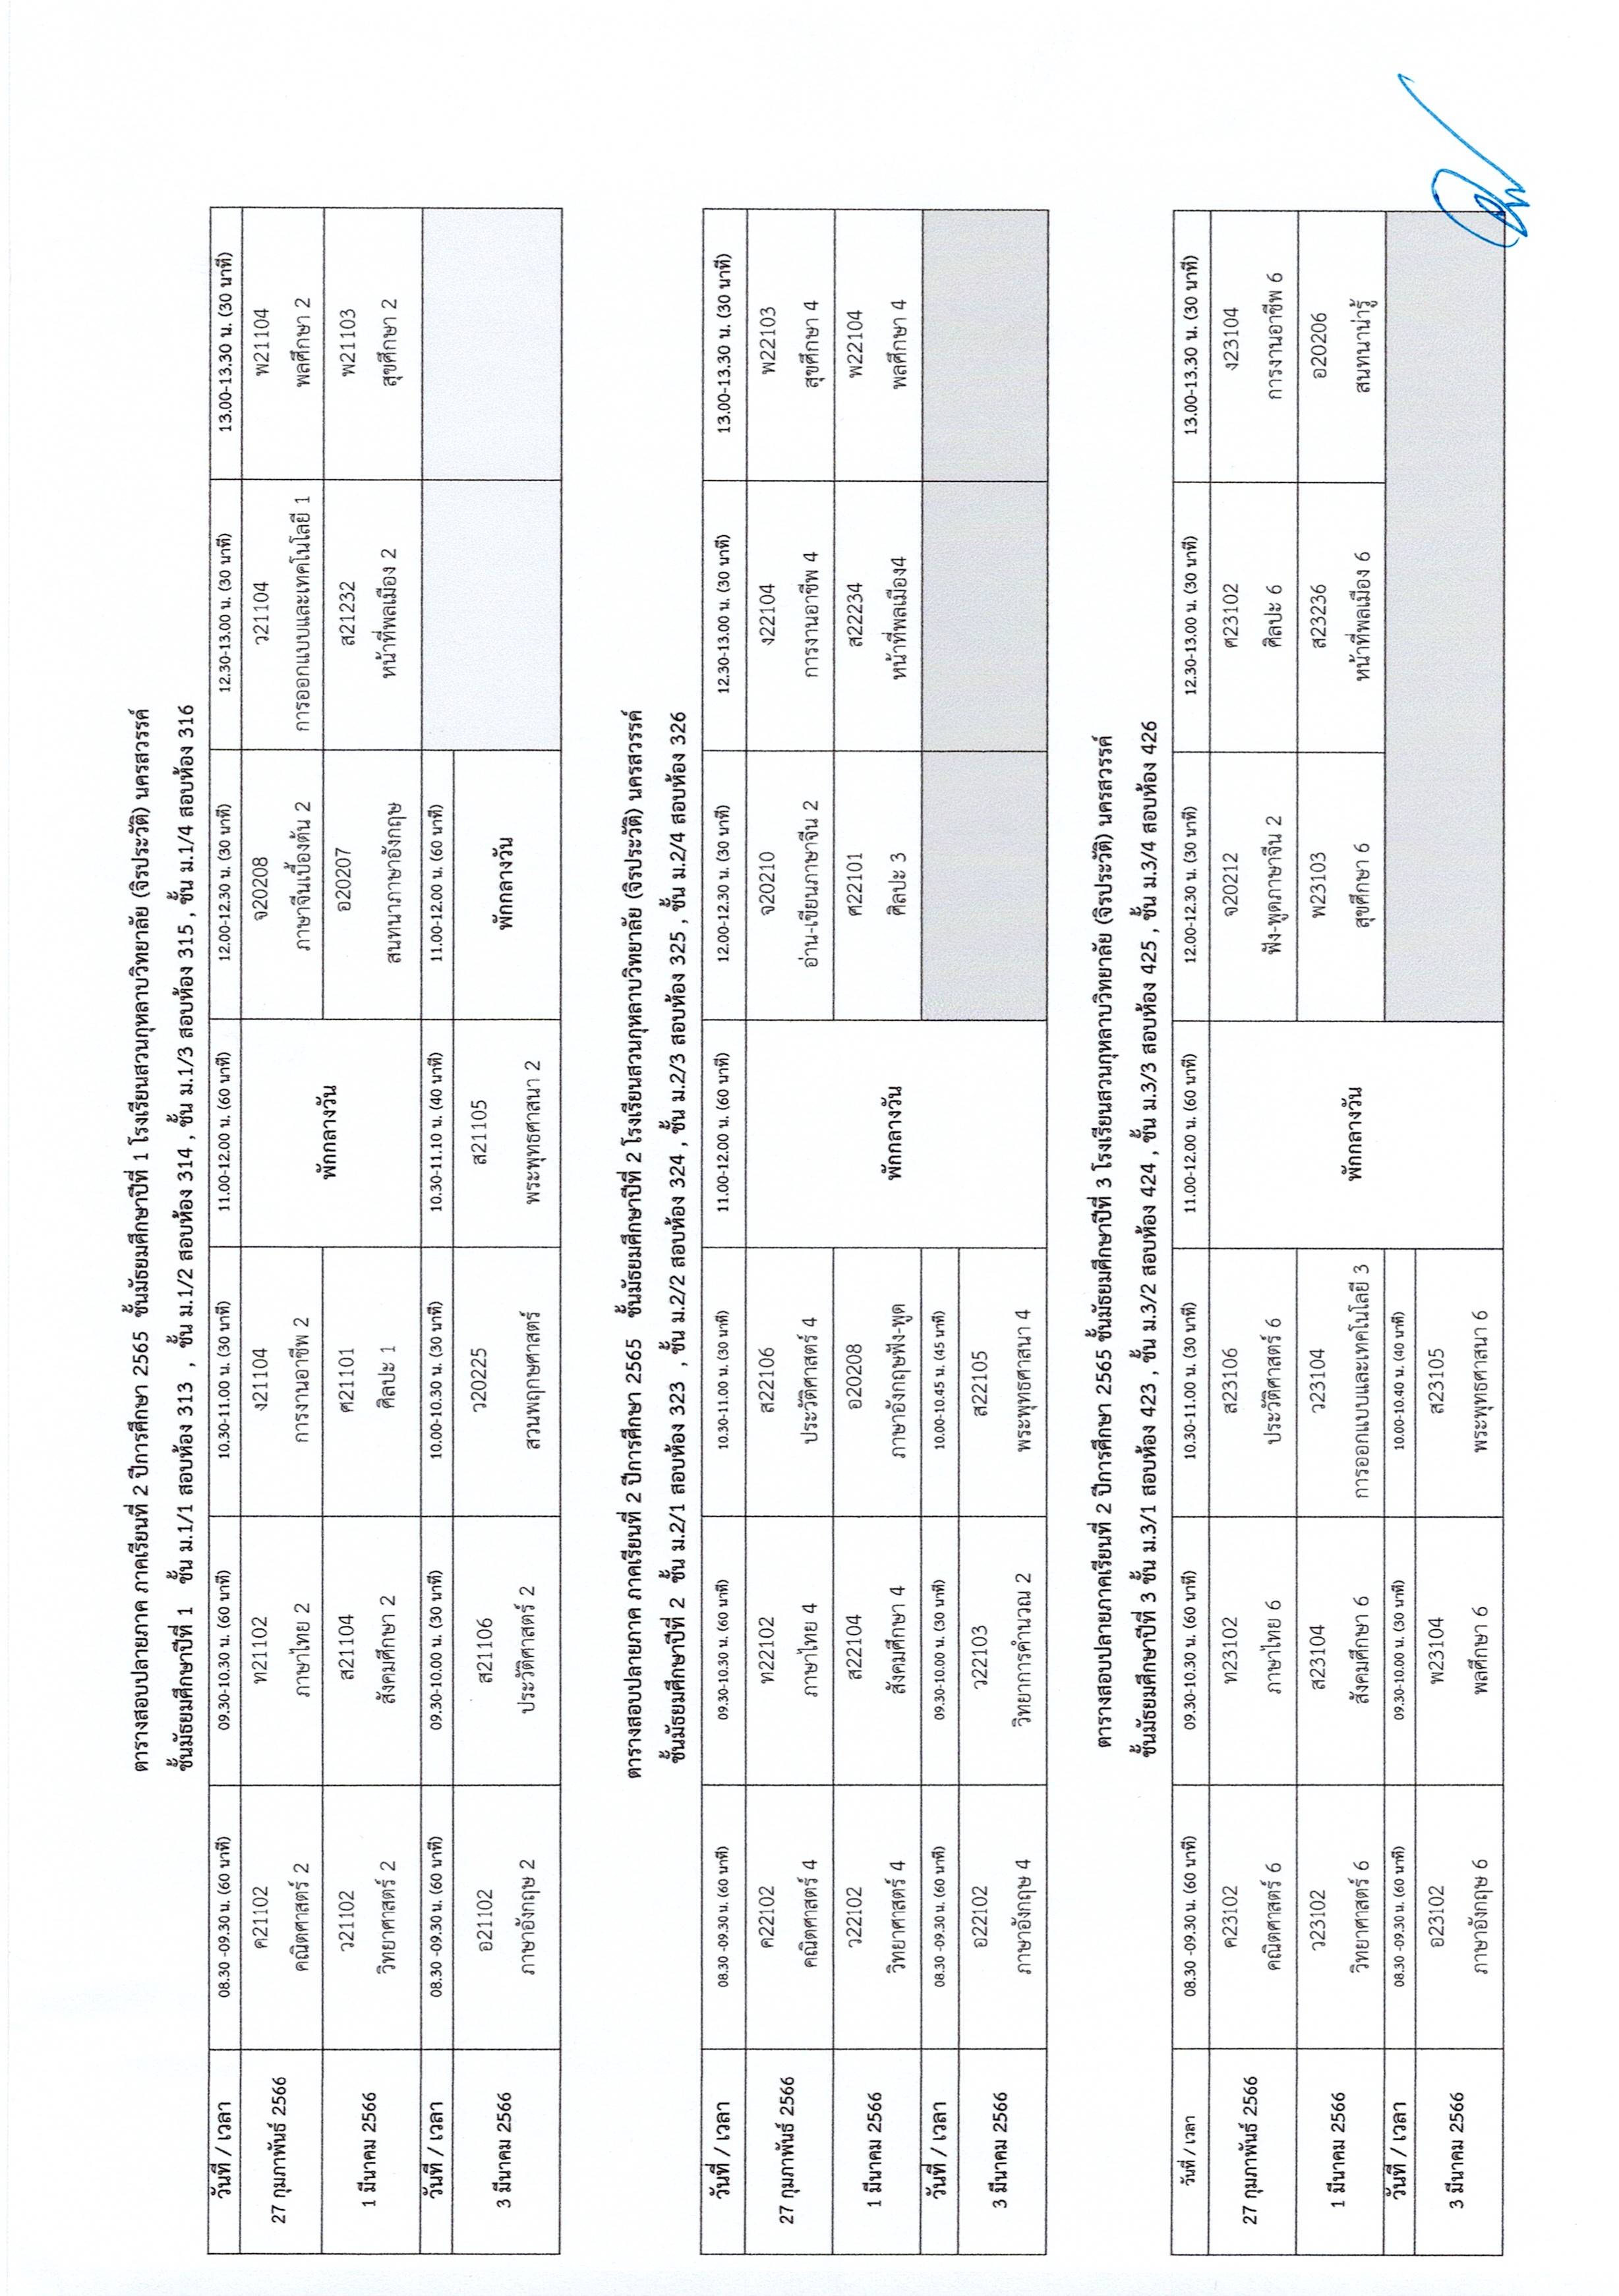 ตารางสอบปลายภาค ภาคเรียนที่ 2 ปีการศึกษา 2565 ชั้นมัธยมศึกษาปีที่ 1 โรงเรียนสวนกุหลาบวิทยาลัย (จิรประวัติ) นครสวรรค์
ชั้นมัธยมศึกษาปีที่ 1 ชั้น ม.1/1 สอบห้อง 313 , ชั้น ม.1/2 สอบห้อง 314 , ชั้น ม.1/3 สอบห้อง 315 , ชั้น ม.1/4 สอบห้อง 316
วันที่ / เวลา 08.30 -09.30 น. (60 นาที) 09.30-10.30 น. (60 นาที) 10.30-11.00 น. (30 นาที) 11.00-12.00 น. (60 นาที) 12.00-12.30 น. (30 นาที) 12.30-13.00 น. (30 นาที) 13.00-13.30 น. (30 นาที)
ค21102 ท21102 ง21104 จ20208 ว21104 พ21104
27 กุมภาพันธ์ 2566
คณิตศาสตร์ 2 ภาษาไทย 2 การงานอาชีพ 2 ภาษาจีนเบื้องต้น 2 การออกแบบและเทคโนโลยี 1 พลศึกษา 2
พักกลางวัน
ว21102 ส21104 ศ21101 อ20207 ส21232 พ21103
1 มีนาคม 2566
วิทยาศาสตร์ 2 สังคมศึกษา 2 ศิลปะ 1 สนทนาภาษาอังกฤษ หน้าที่พลเมือง 2 สุขศึกษา 2
วันที่ / เวลา 08.30 -09.30 น. (60 นาที) 09.30-10.00 น. (30 นาที) 10.00-10.30 น. (30 นาที) 10.30-11.10 น. (40 นาที) 11.00-12.00 น. (60 นาที)
อ21102 ส21106 ว20225 ส21105
3 มีนาคม 2566 พักกลางวัน
ภาษาอังกฤษ 2 ประวัติศาสตร์ 2 สวนพฤกษศาสตร์ พระพุทธศาสนา 2
ตารางสอบปลายภาค ภาคเรียนที่ 2 ปีการศึกษา 2565 ชั้นมัธยมศึกษาปีที่ 2 โรงเรียนสวนกุหลาบวิทยาลัย (จิรประวัติ) นครสวรรค์
ชั้นมัธยมศึกษาปีที่ 2 ชั้น ม.2/1 สอบห้อง 323 , ชั้น ม.2/2 สอบห้อง 324 , ชั้น ม.2/3 สอบห้อง 325 , ชั้น ม.2/4 สอบห้อง 326
วันที่ / เวลา 08.30 -09.30 น. (60 นาที) 09.30-10.30 น. (60 นาที) 10.30-11.00 น. (30 นาที) 11.00-12.00 น. (60 นาที) 12.00-12.30 น. (30 นาที) 12.30-13.00 น. (30 นาที) 13.00-13.30 น. (30 นาที)
ค22102 ท22102 ส22106 จ20210 ง22104 พ22103
27 กุมภาพันธ์ 2566
คณิตศาสตร์ 4 ภาษาไทย 4 ประวัติศาสตร์ 4 อ่าน-เขียนภาษาจีน 2 การงานอาชีพ 4 สุขศึกษา 4
ว22102 ส22104 อ20208 ศ22101 ส22234 พ22104
1 มีนาคม 2566 พักกลางวัน
วิทยาศาสตร์ 4 สังคมศึกษา 4 ภาษาอังกฤษฟัง-พูด ศิลปะ 3 หน้าที่พลเมือง4 พลศึกษา 4
วันที่ / เวลา 08.30 -09.30 น. (60 นาที) 09.30-10.00 น. (30 นาที) 10.00-10.45 น. (45 นาที)
อ22102 ว22103 ส22105
3 มีนาคม 2566
ภาษาอังกฤษ 4 วิทยาการคำนวณ 2 พระพุทธศาสนา 4
ตารางสอบปลายภาคเรียนที่ 2 ปีการศึกษา 2565 ชั้นมัธยมศึกษาปีที่ 3 โรงเรียนสวนกุหลาบวิทยาลัย (จิรประวัติ) นครสวรรค์
ชั้นมัธยมศึกษาปีที่ 3 ชั้น ม.3/1 สอบห้อง 423 , ชั้น ม.3/2 สอบห้อง 424 , ชั้น ม.3/3 สอบห้อง 425 , ชั้น ม.3/4 สอบห้อง 426
วันที่ / เวลา 08.30 -09.30 น. (60 นาที) 09.30-10.30 น. (60 นาที) 10.30-11.00 น. (30 นาที) 11.00-12.00 น. (60 นาที) 12.00-12.30 น. (30 นาที) 12.30-13.00 น. (30 นาที) 13.00-13.30 น. (30 นาที)
ค23102 ท23102 ส23106 จ20212 ศ23102 ง23104
27 กุมภาพันธ์ 2566
คณิตศาสตร์ 6 ภาษาไทย 6 ประวัติศาสตร์ 6 ฟัง-พูดภาษาจีน 2 ศิลปะ 6 การงานอาชีพ 6
ว23102 ส23104 ว23104 พ23103 ส23236 อ20206
1 มีนาคม 2566 พักกลางวัน
วิทยาศาสตร์ 6 สังคมศึกษา 6 การออกแบบและเทคโนโลยี 3 สุขศึกษา 6 หน้าที่พลเมือง 6 สนทนาน่ารู้
วันที่ / เวลา 08.30 -09.30 น. (60 นาที) 09.30-10.00 น. (30 นาที) 10.00-10.40 น. (40 นาที)
อ23102 พ23104 ส23105
3 มีนาคม 2566
ภาษาอังกฤษ 6 พลศึกษา 6 พระพุทธศาสนา 6